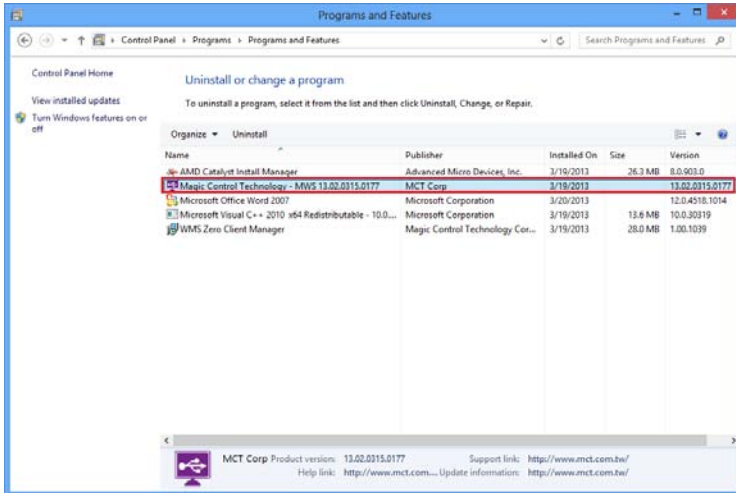 Programs and Features
Control Panel ▸ Programs ▸ Programs and Features
Search Programs and Features
Control Panel Home
View installed updates
Turn Windows features on or off
Uninstall or change a program
To uninstall a program, select it from the list and then click Uninstall, Change, or Repair.
Organize Uninstall
Name Publisher Installed On Size Version
AMD Catalyst Install Manager Advanced Micro Devices, Inc. 3/19/2013 26.3 MB 8.0.903.0
Magic Control Technology - MWS 13.02.0315.0177 MCT Corp 3/19/2013 13.02.0315.0177
Microsoft Office Word 2007 Microsoft Corporation 3/20/2013 12.0.4518.1014
Microsoft Visual C++ 2010 x64 Redistributable - 10.0.... Microsoft Corporation 3/19/2013 13.6 MB 10.0.30319
WMS Zero Client Manager Magic Control Technology Cor... 3/19/2013 28.0 MB 1.00.1039
MCT Corp Product version: 13.02.0315.0177 Support link: http://www.mct.com.tw/
Help link: http://www.mct.com.... Update information: http://www.mct.com.tw/